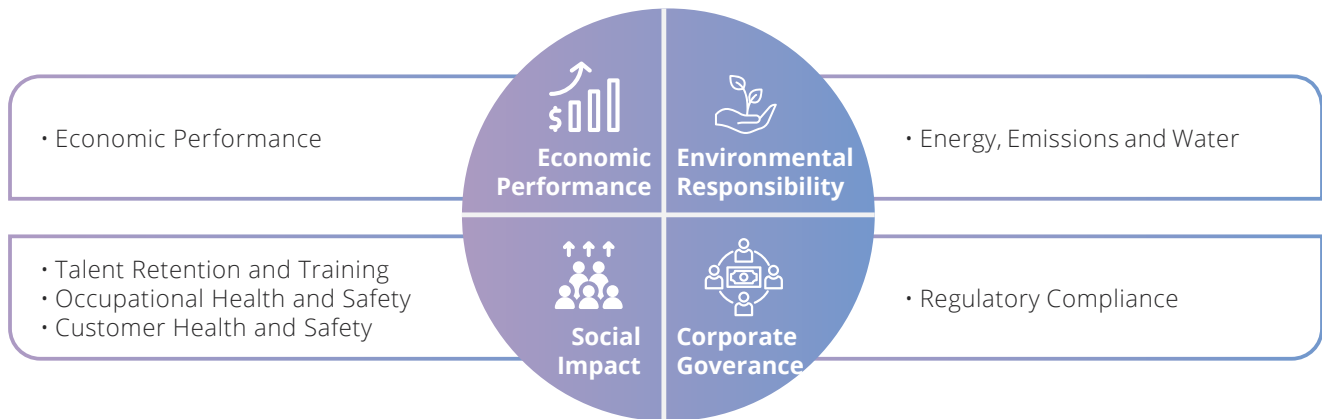 • Economic Performance
Economic
Performance
Environmental
Responsibility
• Energy, Emissions and Water
• Talent Retention and Training
• Occupational Health and Safety
• Customer Health and Safety
Social
Impact
Corporate
Goverance
• Regulatory Compliance
$